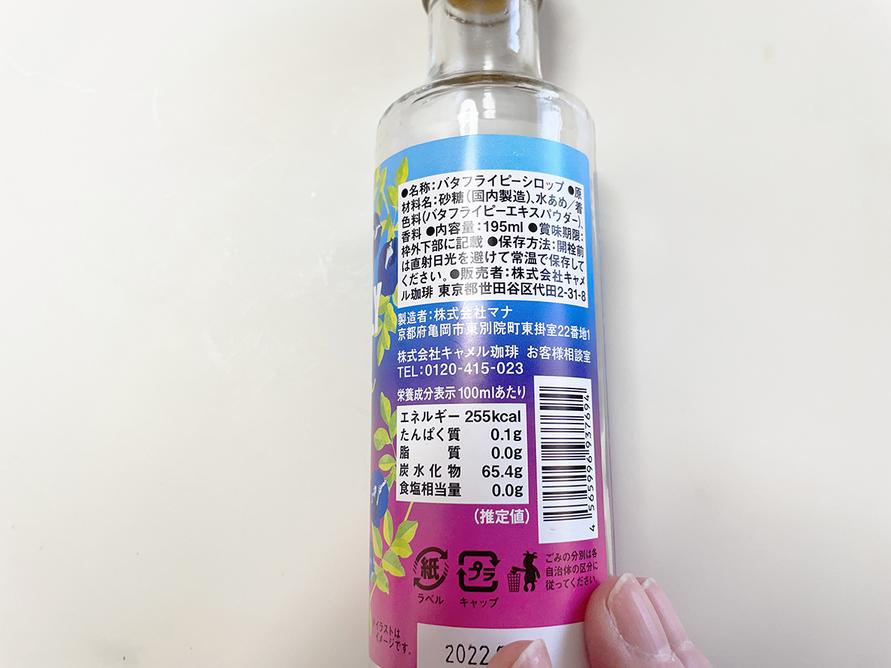 ●名称:バタフライピーシロップ ●原
材料名:砂糖(国内製造)、水あめ/着
色料(バタフライピーエキスパウダー)、
香料 ●内容量:195ml ●賞味期限:
枠外下部に記載 ●保存方法:開栓前
は直射日光を避けて常温で保存して
ください。●販売者:株式会社キャメ
ル珈琲 東京都世田谷区代田2-31-8
製造者:株式会社マナ
京都府亀岡市東別院町東掛室22番地1
株式会社キャメル珈琲 お客様相談室
TEL:0120-415-023
栄養成分表示 100mlあたり
エネルギー 255kcal
たんぱく質 0.1g
脂質 0.0g
炭水化物 65.4g
食塩相当量 0.0g
(推定値)
4 565996 937694
紙
ラベル
プラ
キャップ
ごみの分別は各
自治体の区分に
従ってください。
※イラストは
イメージです。
2022